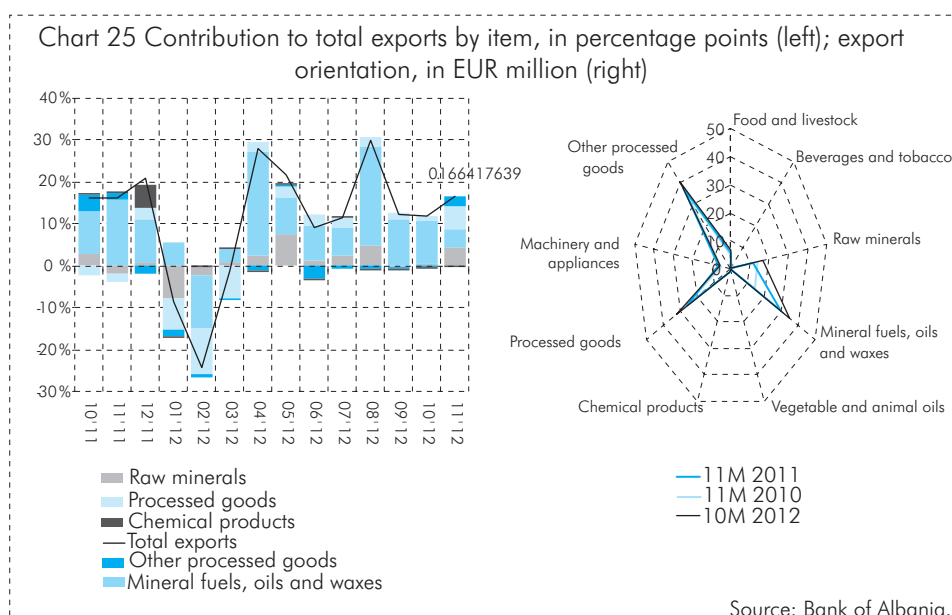 Chart 25 Contribution to total exports by item, in percentage points (left); export
orientation, in EUR million (right)
40%
30 %
20%
10%
0 %
-10%
20%
30%
10'11
11'11
12'11
01'12
02'12
03'12
04'12
05'12
06'12
07'12
08'12
09'12
10'12
11'12
0.166417639
Raw minerals
Processed goods
Chemical products
Total exports
Other processed goods
Mineral fuels, oils and waxes
50
40
30
20
10
0
Food and livestock
Beverages and tobacco
Raw minerals
Mineral fuels, oils
and waxes
Vegetable and animal oils
Chemical products
Processed goods
Machinery and
appliances
Other processed
goods
11M 2011
11M 2010
10M 2012
Source: Bank of Albania.